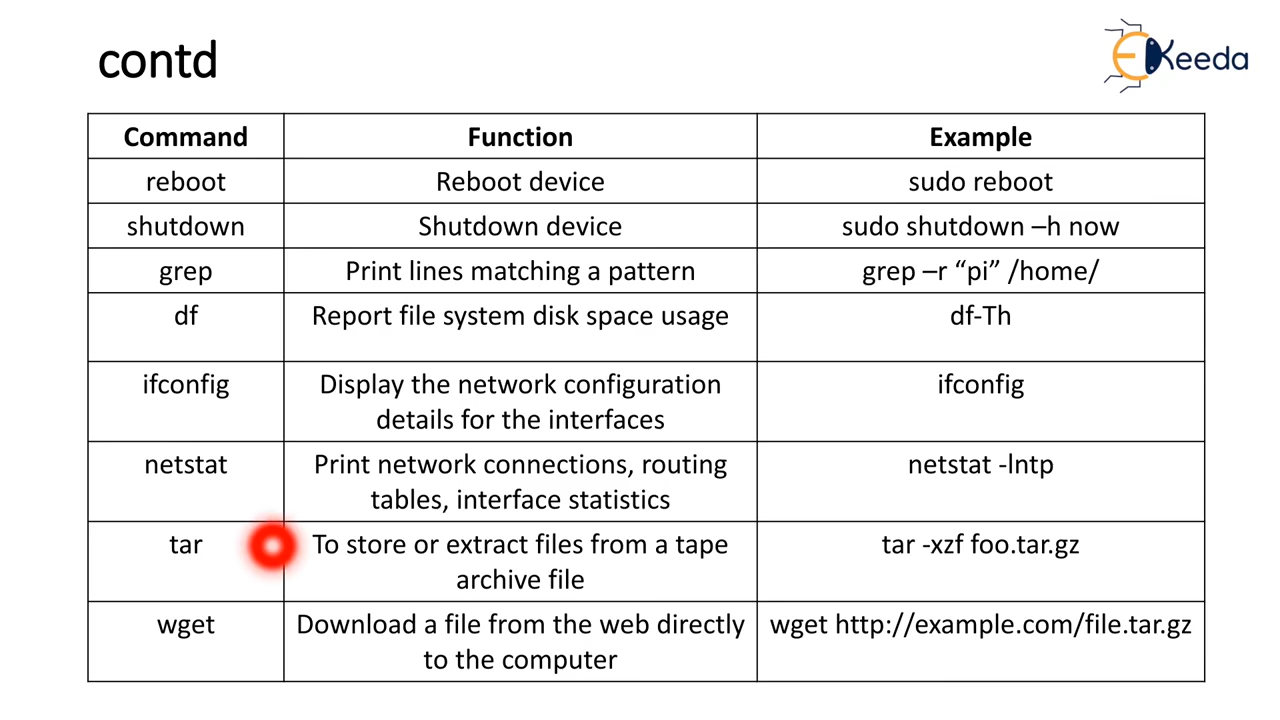 contd
EKeeda
Command Function Example
reboot Reboot device sudo reboot
shutdown Shutdown device sudo shutdown –h now
grep Print lines matching a pattern grep –r “pi” /home/
df Report file system disk space usage df-Th
ifconfig Display the network configuration ifconfig
details for the interfaces
netstat Print network connections, routing netstat -lntp
tables, interface statistics
tar To store or extract files from a tape tar -xzf foo.tar.gz
archive file
wget Download a file from the web directly wget http://example.com/file.tar.gz
to the computer